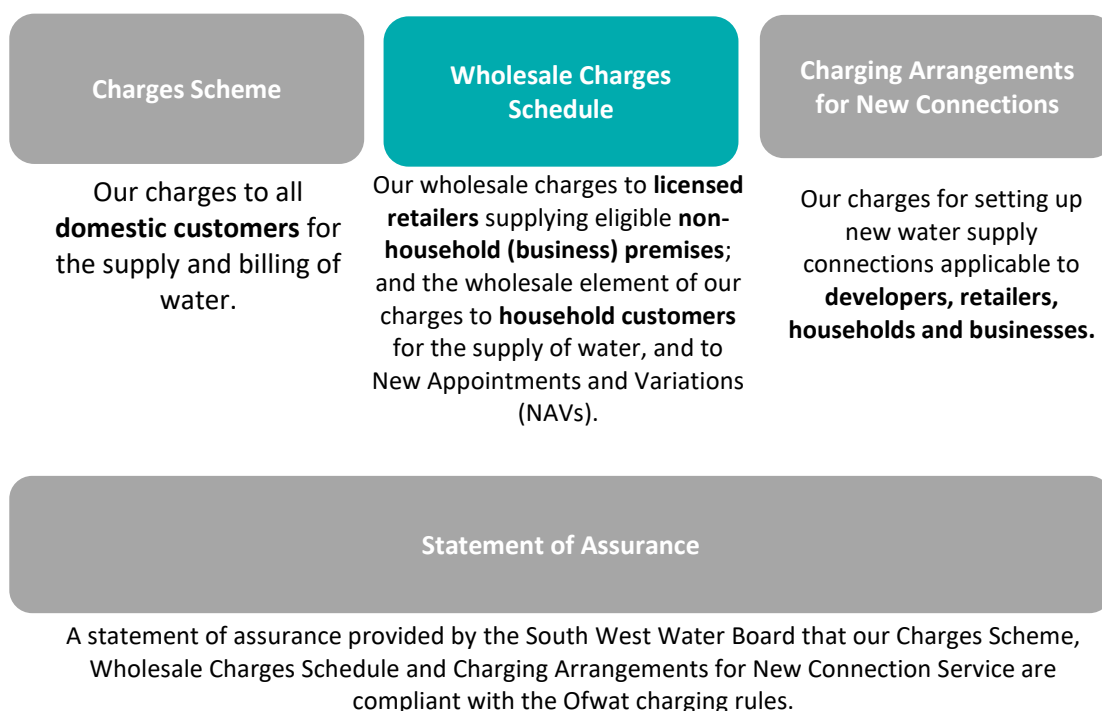 Charges Scheme
Our charges to all
domestic customers for
the supply and billing of
water.
Wholesale Charges
Schedule
Our wholesale charges to licensed
retailers supplying eligible non-
household (business) premises;
and the wholesale element of our
charges to household customers
for the supply of water, and to
New Appointments and Variations
(NAVs).
Charging Arrangements
for New Connections
Our charges for setting up
new water supply
connections applicable to
developers, retailers,
households and businesses.
Statement of Assurance
A statement of assurance provided by the South West Water Board that our Charges Scheme,
Wholesale Charges Schedule and Charging Arrangements for New Connection Service are
compliant with the Ofwat charging rules.